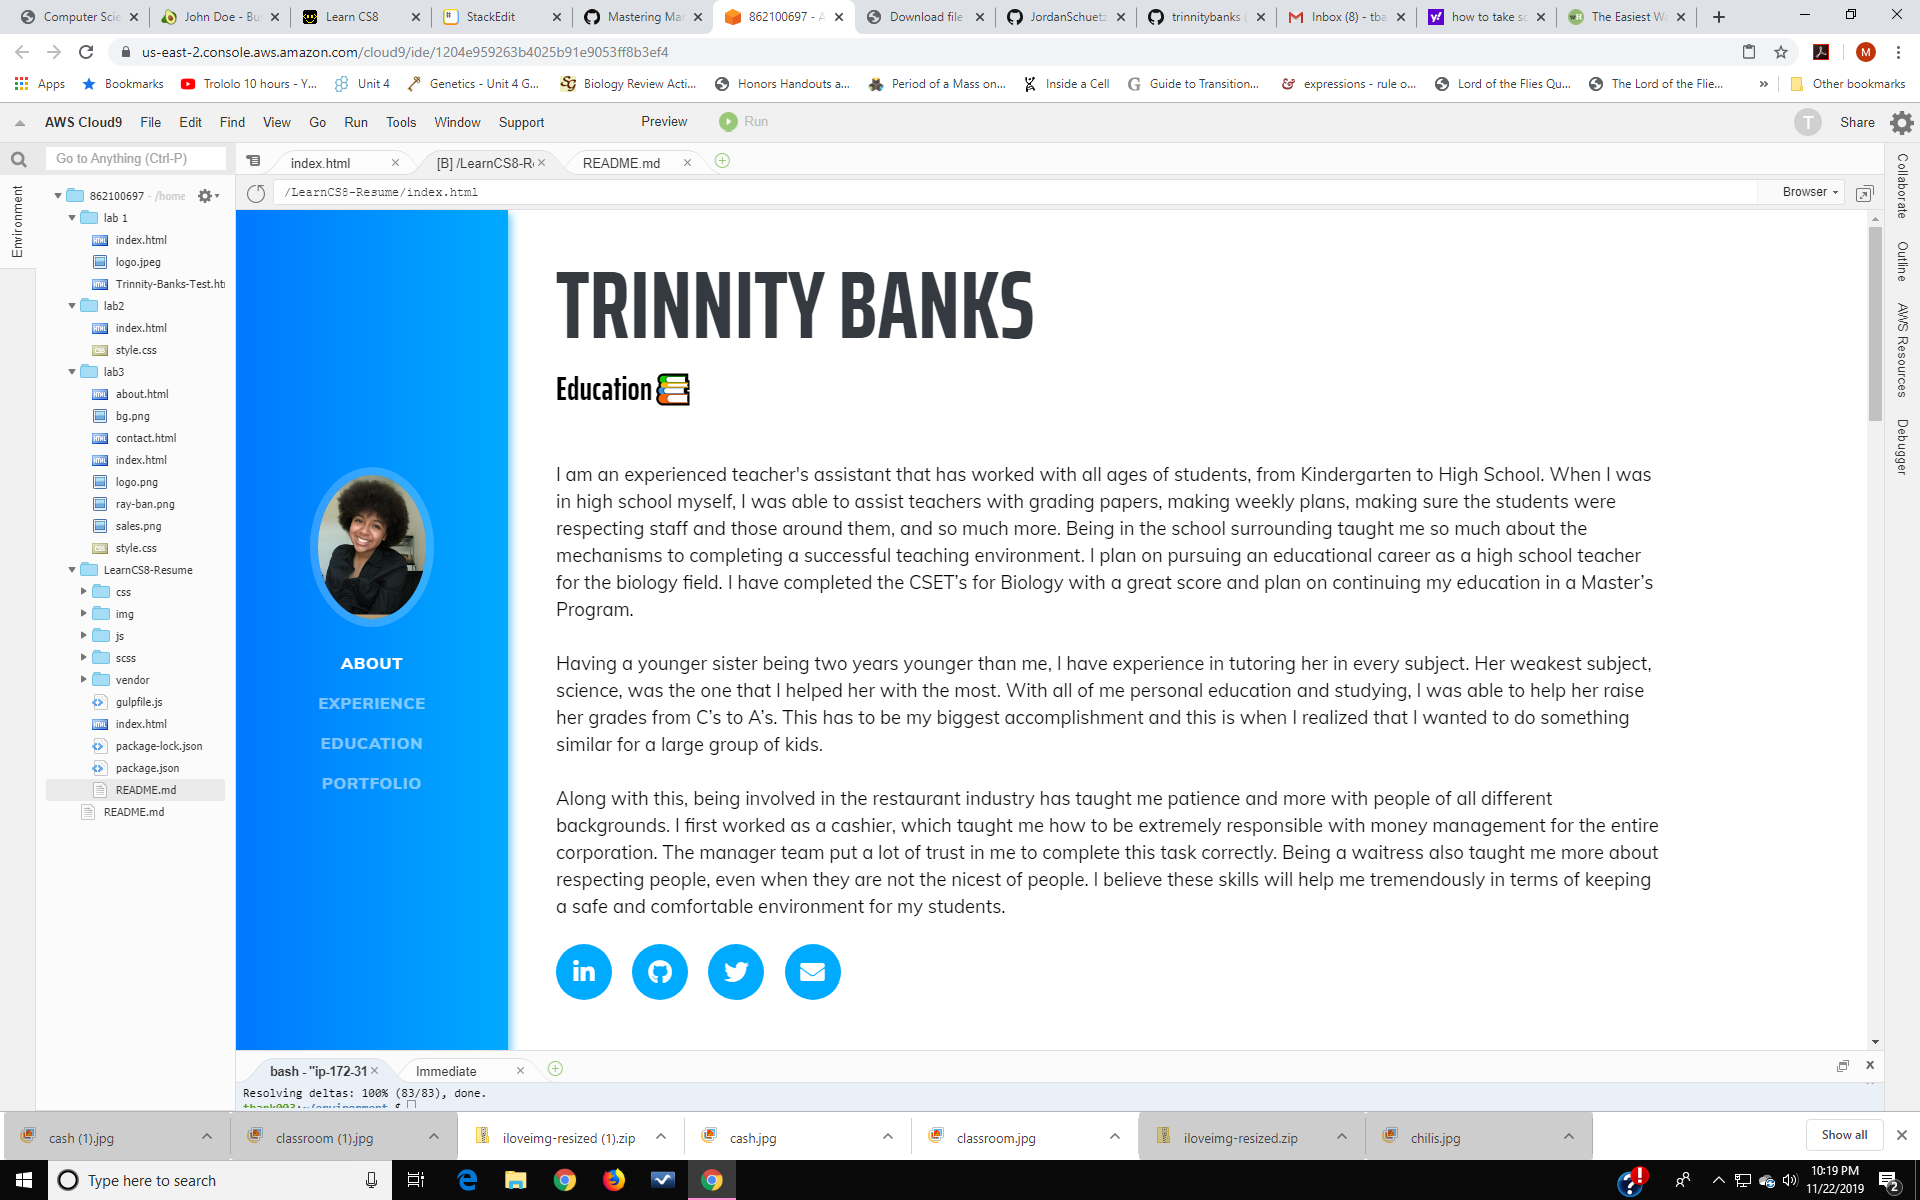 Computer Scie
John Doe - Bu
Learn CS8
StackEdit
Mastering Mar
862100697 - A
Download file
JordanSchuetz
trinnitybanks (
Inbox (8) - tba
how to take sc
The Easiest Wa
us-east-2.console.aws.amazon.com/cloud9/ide/1204e959263b4025b91e9053ff8b3ef4
M
Apps
Bookmarks
Trololo 10 hours - Y...
Unit 4
Genetics - Unit 4 G...
Biology Review Acti...
Honors Handouts a...
Period of a Mass on...
Inside a Cell
Guide to Transition...
expressions - rule o...
Lord of the Flies Qu...
The Lord of the Flie...
»
Other bookmarks
AWS Cloud9 File Edit Find View Go Run Tools Window Support
Preview
Run
T
Share
Go to Anything (Ctrl-P)
index.html
[B] /LearnCS8-R
README.md
/LearnCS8-Resume/index.html
Browser
Environment
862100697 - /home
lab 1
index.html
logo.jpeg
Trinnity-Banks-Test.htr
lab2
index.html
style.css
lab3
about.html
bg.png
contact.html
index.html
logo.png
ray-ban.png
sales.png
style.css
LearnCS8-Resume
css
img
js
scss
vendor
gulpfile.js
index.html
package-lock.json
package.json
README.md
README.md
ABOUT
EXPERIENCE
EDUCATION
PORTFOLIO
TRINNITY BANKS
Education
I am an experienced teacher's assistant that has worked with all ages of students, from Kindergarten to High School. When I was
in high school myself, I was able to assist teachers with grading papers, making weekly plans, making sure the students were
respecting staff and those around them, and so much more. Being in the school surrounding taught me so much about the
mechanisms to completing a successful teaching environment. I plan on pursuing an educational career as a high school teacher
for the biology field. I have completed the CSET’s for Biology with a great score and plan on continuing my education in a Master’s
Program.
Having a younger sister being two years younger than me, I have experience in tutoring her in every subject. Her weakest subject,
science, was the one that I helped her with the most. With all of me personal education and studying, I was able to help her raise
her grades from C’s to A’s. This has to be my biggest accomplishment and this is when I realized that I wanted to do something
similar for a large group of kids.
Along with this, being involved in the restaurant industry has taught me patience and more with people of all different
backgrounds. I first worked as a cashier, which taught me how to be extremely responsible with money management for the entire
corporation. The manager team put a lot of trust in me to complete this task correctly. Being a waitress also taught me more about
respecting people, even when they are not the nicest of people. I believe these skills will help me tremendously in terms of keeping
a safe and comfortable environment for my students.
in
Collaborate
Outline
AWS Resources
Debugger
bash - "ip-172-31
Immediate
Resolving deltas: 100% (83/83), done.
tbank003:~/environment $
cash (1).jpg
classroom (1).jpg
iloveimg-resized (1).zip
cash.jpg
classroom.jpg
iloveimg-resized.zip
chilis.jpg
Show all
Type here to search
10:19 PM
11/22/2019
2